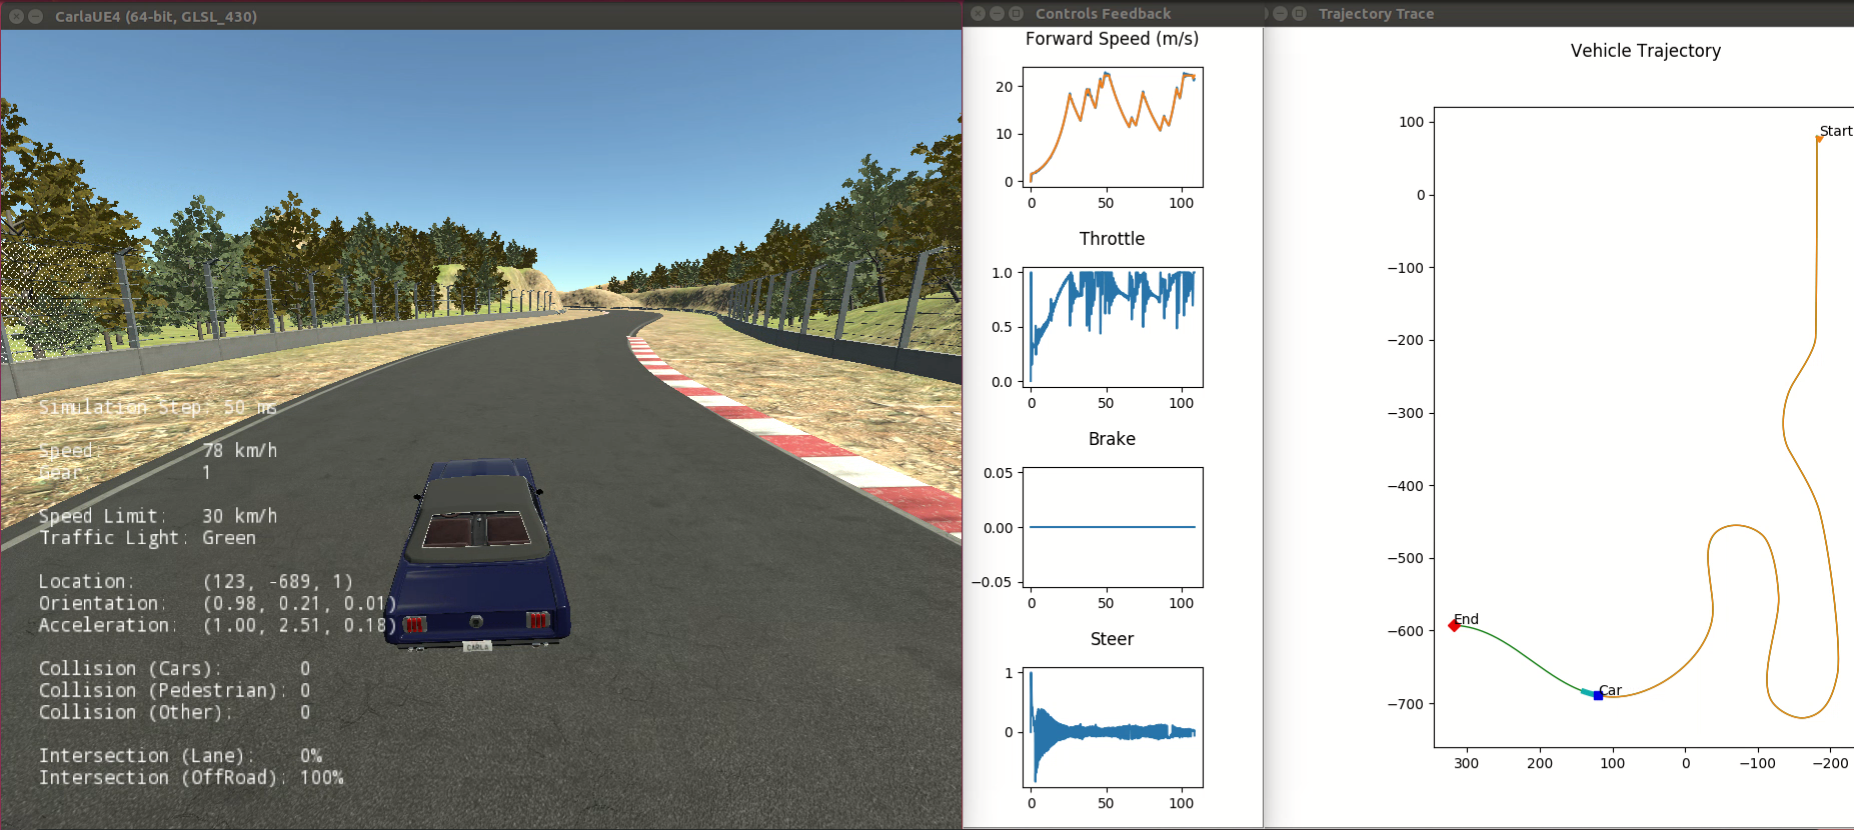 CarlaUE4 (64-bit, GLSL_430)
Simulation Step: 50 ms
Speed: 78 km/h
Gear: 1
Speed Limit: 30 km/h
Traffic Light: Green
Location: (123, -689, 1)
Orientation: (0.98, 0.21, 0.01)
Acceleration: (1.00, 2.51, 0.18)
Collision (Cars): 0
Collision (Pedestrian): 0
Collision (Other): 0
Intersection (Lane): 0%
Intersection (OffRoad): 100%
CARLA
Controls Feedback
Forward Speed (m/s)
20
10
0
0 50 100
Throttle
1.0
0.5
0.0
0 50 100
Brake
0.05
0.00
−0.05
0 50 100
Steer
1
0
0 50 100
Trajectory Trace
Vehicle Trajectory
100
0
−100
−200
−300
−400
−500
−600
−700
300 200 100 0 −100 −200
Start
End
Car